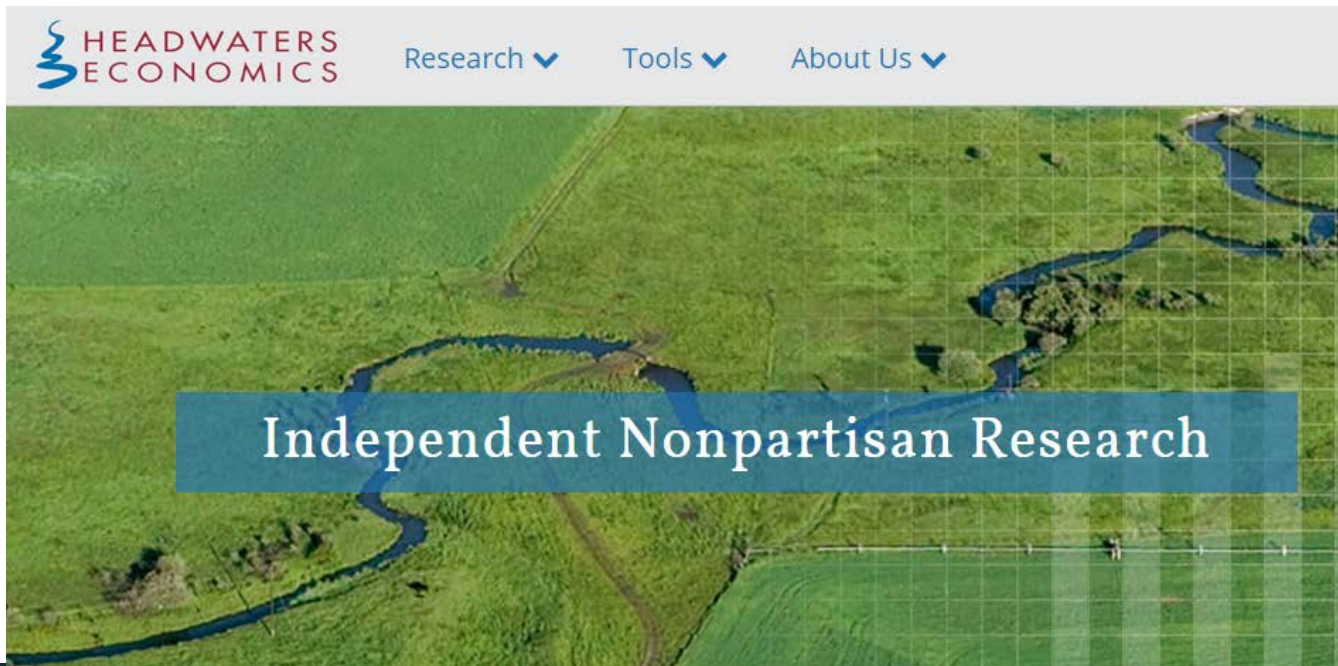 HEADWATERS
ECONOMICS
Research
Tools
About Us
Independent Nonpartisan Research